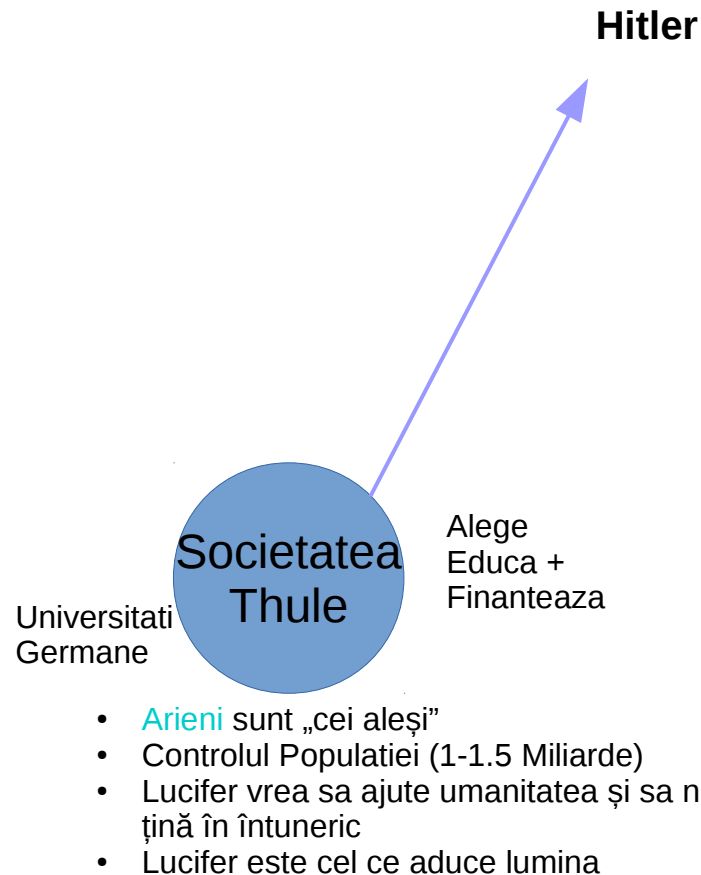 Hitler
Societatea
Thule
Alege
Educa +
Finanteaza
Universitati
Germane
• Arieni sunt „cei aleși”
• Controlul Populatiei (1-1.5 Miliarde)
• Lucifer vrea sa ajute umanitatea și sa n
țină în întuneric
• Lucifer este cel ce aduce lumina